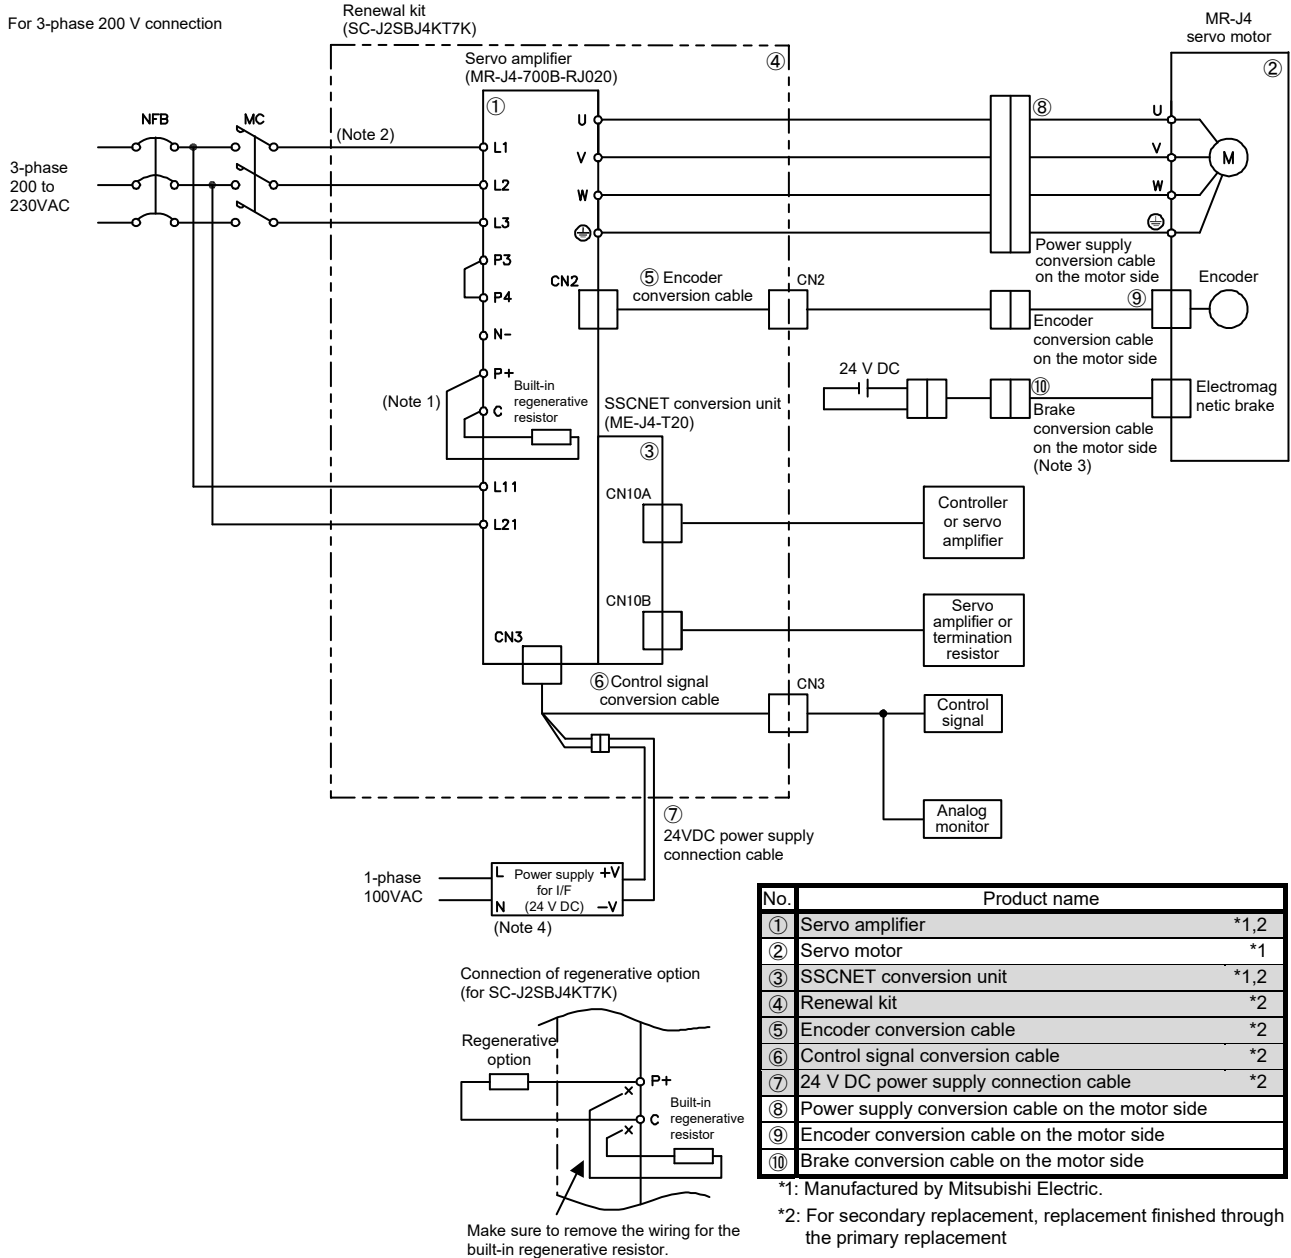 For 3-phase 200 V connection
Renewal kit
(SC-J2SBJ4KT7K)
Servo amplifier
(MR-J4-700B-RJ020)
④
MR-J4
servo motor
②
①
NFB
MC
(Note 2)
3-phase
200 to
230VAC
L1
L2
L3
P3
P4
N-
P+
C
(Note 1)
Built-in
regenerative
resistor
L11
L21
U
V
W
CN2
⑤ Encoder
conversion cable
CN2
⑧
U
V
W
M
Power supply
conversion cable
on the motor side
⑨
Encoder
Encoder
conversion cable
on the motor side
24 V DC
⑩
Brake
conversion cable
on the motor side
(Note 3)
Electromag
netic brake
SSCNET conversion unit
(ME-J4-T20)
③
CN10A
Controller
or servo
amplifier
CN10B
Servo
amplifier or
termination
resistor
CN3
⑥ Control signal
conversion cable
CN3
Control
signal
Analog
monitor
⑦
24VDC power supply
connection cable
1-phase
100VAC
L
N
Power supply
for I/F
(24 V DC)
+V
−V
(Note 4)
Connection of regenerative option
(for SC-J2SBJ4KT7K)
Regenerative
option
P+
C
Built-in
regenerative
resistor
Make sure to remove the wiring for the
built-in regenerative resistor.
No. Product name
① Servo amplifier *1,2
② Servo motor *1
③ SSCNET conversion unit *1,2
④ Renewal kit *2
⑤ Encoder conversion cable *2
⑥ Control signal conversion cable *2
⑦ 24 V DC power supply connection cable *2
⑧ Power supply conversion cable on the motor side
⑨ Encoder conversion cable on the motor side
⑩ Brake conversion cable on the motor side
*1: Manufactured by Mitsubishi Electric.
*2: For secondary replacement, replacement finished through
the primary replacement